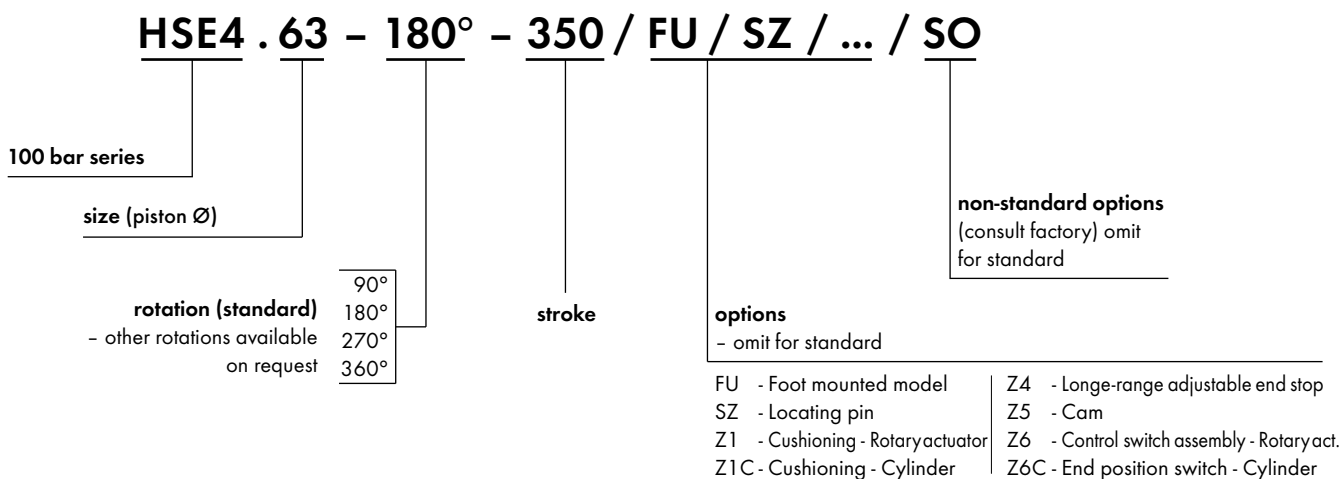 HSE4 . 63 – 180° – 350 / FU / SZ / ... / SO
100 bar series
size (piston Ø)
rotation (standard)
– other rotations available
on request
90°
180°
270°
360°
stroke
options
– omit for standard
non-standard options
(consult factory) omit
for standard
FU - Foot mounted model
SZ - Locating pin
Z1 - Cushioning - Rotary actuator
Z1C - Cushioning - Cylinder
Z4 - Longe-range adjustable end stop
Z5 - Cam
Z6 - Control switch assembly - Rotary act.
Z6C - End position switch - Cylinder